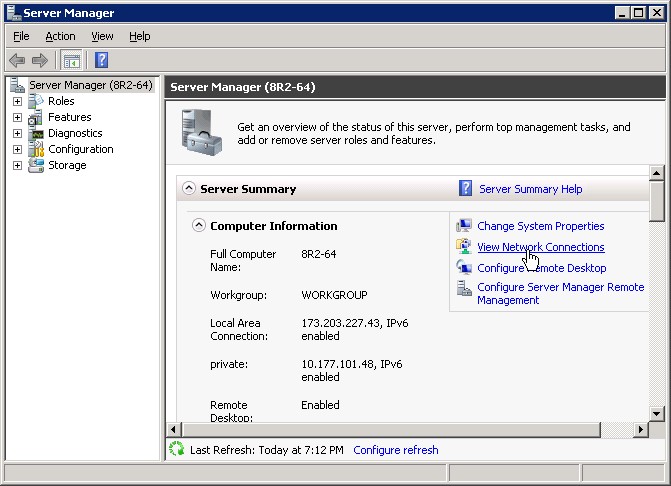 Server Manager
File Action View Help
Server Manager (8R2-64)
Roles
Features
Diagnostics
Configuration
Storage
Server Manager (8R2-64)
Get an overview of the status of this server, perform top management tasks, and
add or remove server roles and features.
Server Summary
Server Summary Help
Computer Information
Full Computer
Name:
8R2-64
Workgroup:
WORKGROUP
Local Area
Connection:
173.203.227.43, IPv6
enabled
private:
10.177.101.48, IPv6
enabled
Remote
Desktop:
Enabled
Change System Properties
View Network Connections
Configure Remote Desktop
Configure Server Manager Remote
Management
Last Refresh: Today at 7:12 PM Configure refresh